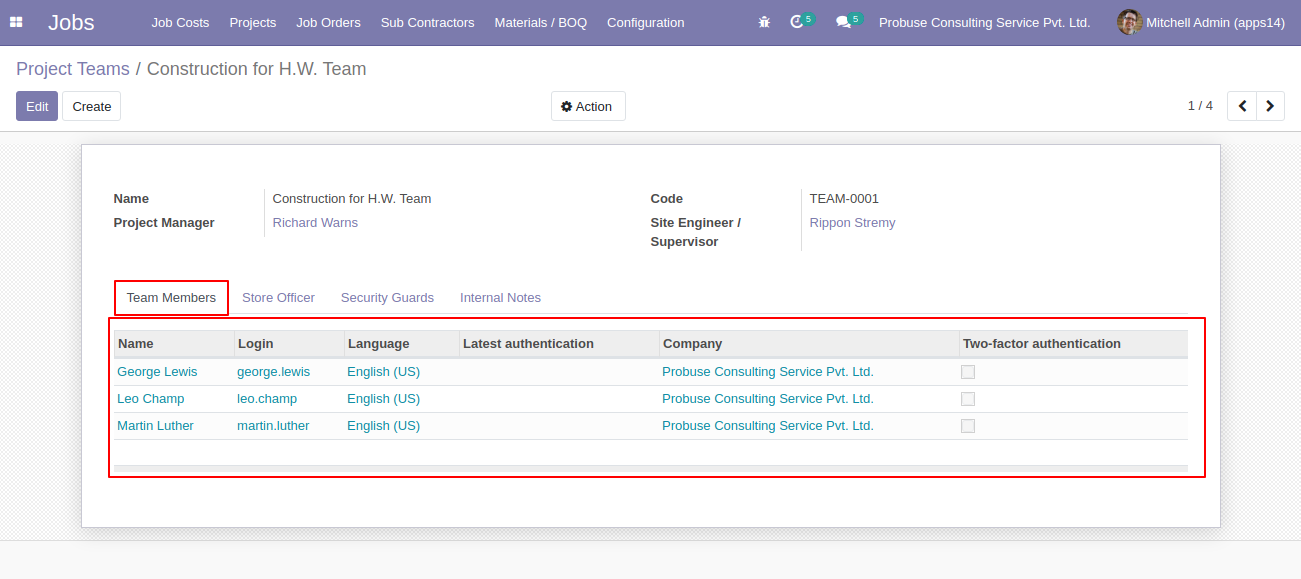 Jobs Job Costs Projects Job Orders Sub Contractors Materials / BOQ Configuration 5 5 Probuse Consulting Service Pvt. Ltd. Mitchell Admin (apps14)
Project Teams / Construction for H.W. Team
Edit Create Action 1 / 4
Name Construction for H.W. Team Code TEAM-0001
Project Manager Richard Warns Site Engineer / Rippon Stremy
Supervisor
Team Members Store Officer Security Guards Internal Notes
Name Login Language Latest authentication Company Two-factor authentication
George Lewis george.lewis English (US) Probuse Consulting Service Pvt. Ltd.
Leo Champ leo.champ English (US) Probuse Consulting Service Pvt. Ltd.
Martin Luther martin.luther English (US) Probuse Consulting Service Pvt. Ltd.